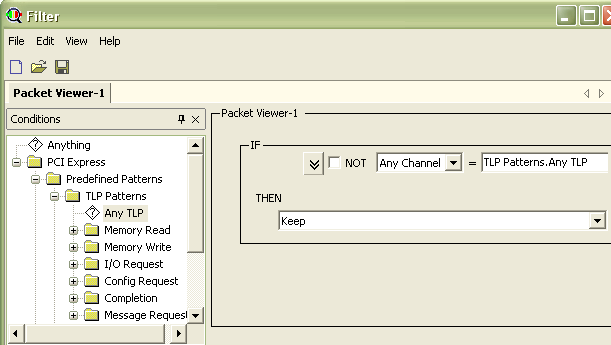 Filter
File Edit View Help
Packet Viewer-1
Conditions
Anything
PCI Express
Predefined Patterns
TLP Patterns
Any TLP
Memory Read
Memory Write
I/O Request
Config Request
Completion
Message Reques
Packet Viewer-1
IF
NOT Any Channel = TLP Patterns.Any TLP
THEN
Keep